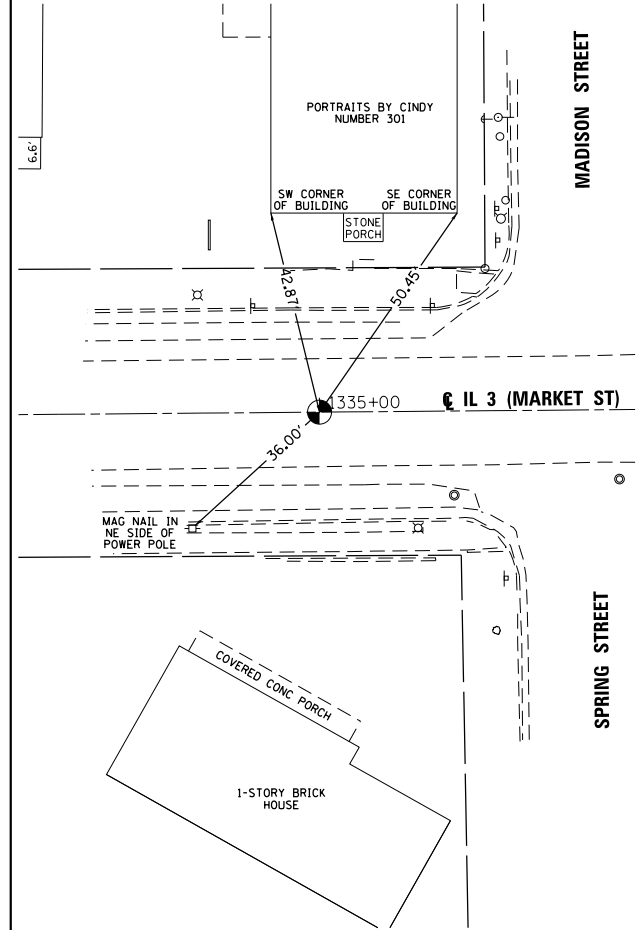 MADISON STREET
PORTRAITS BY CINDY
NUMBER 301
6.6'
SW CORNER
OF BUILDING
SE CORNER
OF BUILDING
STONE
PORCH
42.87'
50.45'
1335+00
℄ IL 3 (MARKET ST)
36.00'
MAG NAIL IN
NE SIDE OF
POWER POLE
SPRING STREET
COVERED CONC PORCH
1-STORY BRICK
HOUSE